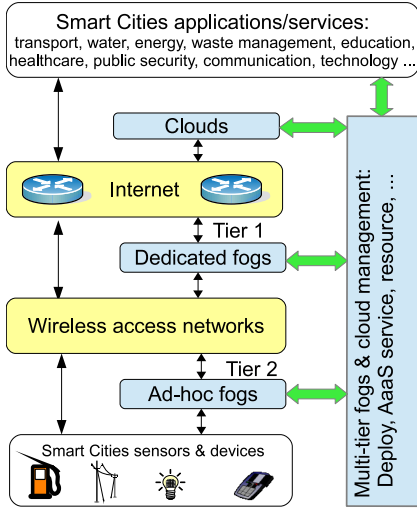 Smart Cities applications/services:
transport, water, energy, waste management, education,
healthcare, public security, communication, technology ...
Clouds
Internet
Tier 1
Dedicated fogs
Wireless access networks
Tier 2
Ad-hoc fogs
Smart Cities sensors & devices
Multi-tier fogs & cloud management:
Deploy, AaaS service, resource, ...